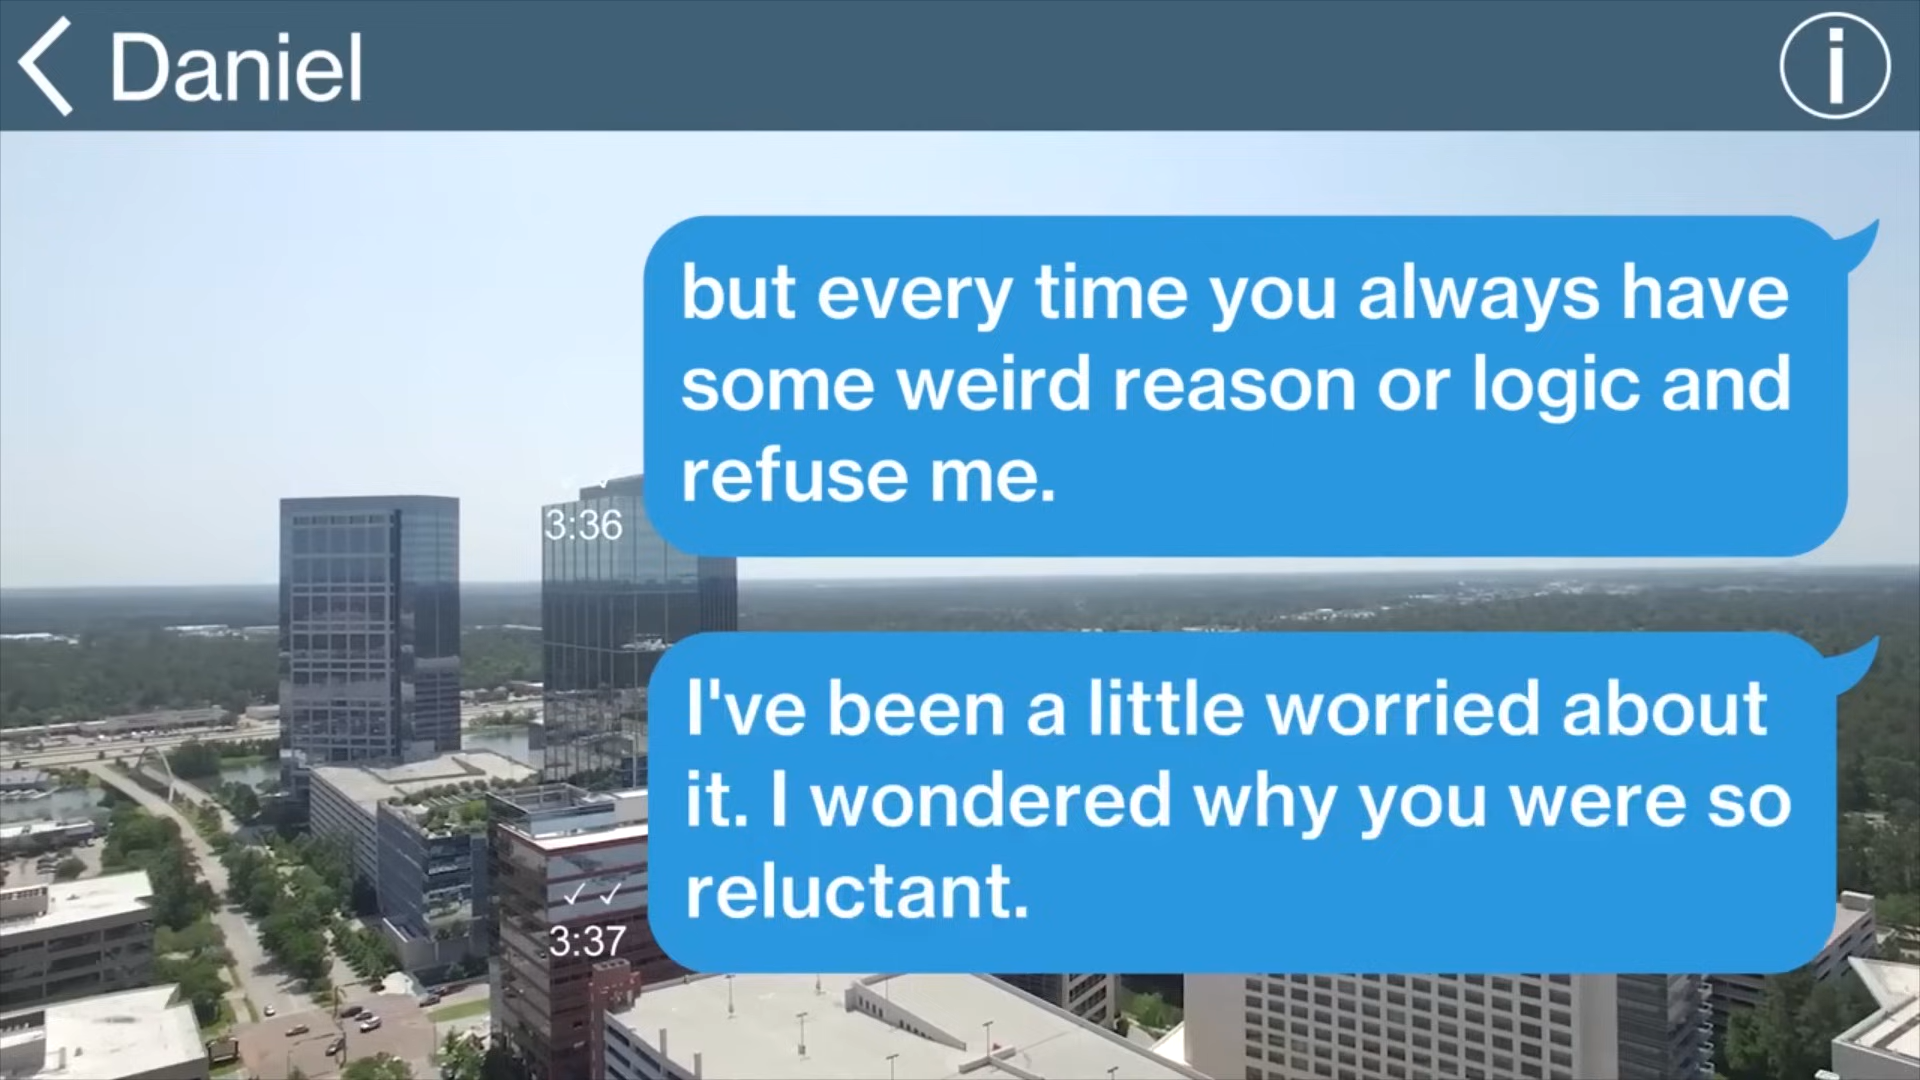 Daniel
but every time you always have
some weird reason or logic and
refuse me.
3:36
I've been a little worried about
it. I wondered why you were so
reluctant.
3:37